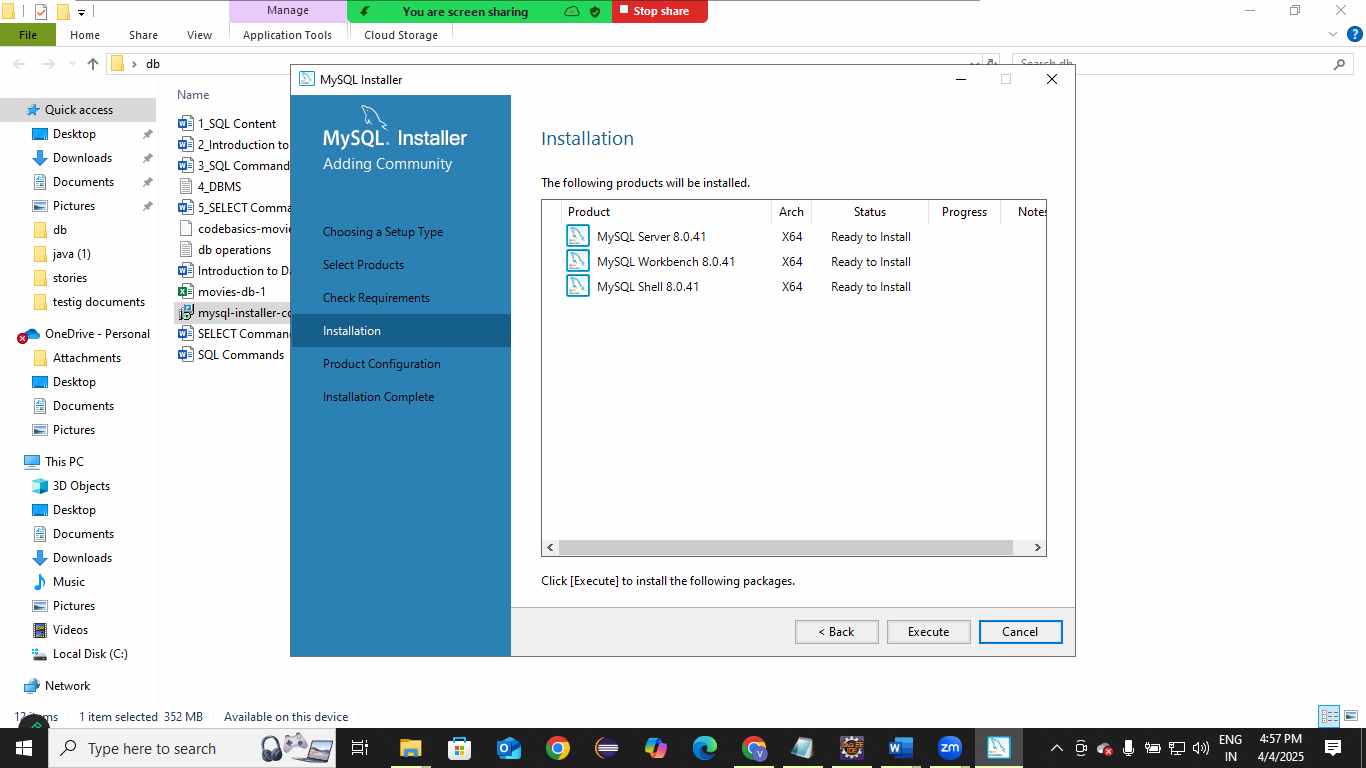 Manage
You are screen sharing
Stop share
File
Home
Share
View
Application Tools
Cloud Storage
db
Search db
Name
Quick access
Desktop
Downloads
Documents
Pictures
db
java (1)
stories
testig documents
OneDrive - Personal
Attachments
Desktop
Documents
Pictures
This PC
3D Objects
Desktop
Documents
Downloads
Music
Pictures
Videos
Local Disk (C:)
Network
1_SQL Content
2_Introduction to
3_SQL Command
4_DBMS
5_SELECT Comma
codebasics-movie
db operations
Introduction to Da
movies-db-1
mysql-installer-co
SELECT Comman
SQL Commands
MySQL Installer
MySQL. Installer
Adding Community
Choosing a Setup Type
Select Products
Check Requirements
Installation
Product Configuration
Installation Complete
Installation
The following products will be installed.
Product Arch Status Progress Notes
MySQL Server 8.0.41 X64 Ready to Install
MySQL Workbench 8.0.41 X64 Ready to Install
MySQL Shell 8.0.41 X64 Ready to Install
Click [Execute] to install the following packages.
< Back Execute Cancel
12 items 1 item selected 352 MB Available on this device
Type here to search
zm
ENG
IN
4:57 PM
4/4/2025